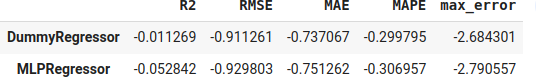 R2 RMSE MAE MAPE max_error
DummyRegressor -0.011269 -0.911261 -0.737067 -0.299795 -2.684301
MLPRegressor -0.052842 -0.929803 -0.751262 -0.306957 -2.790557